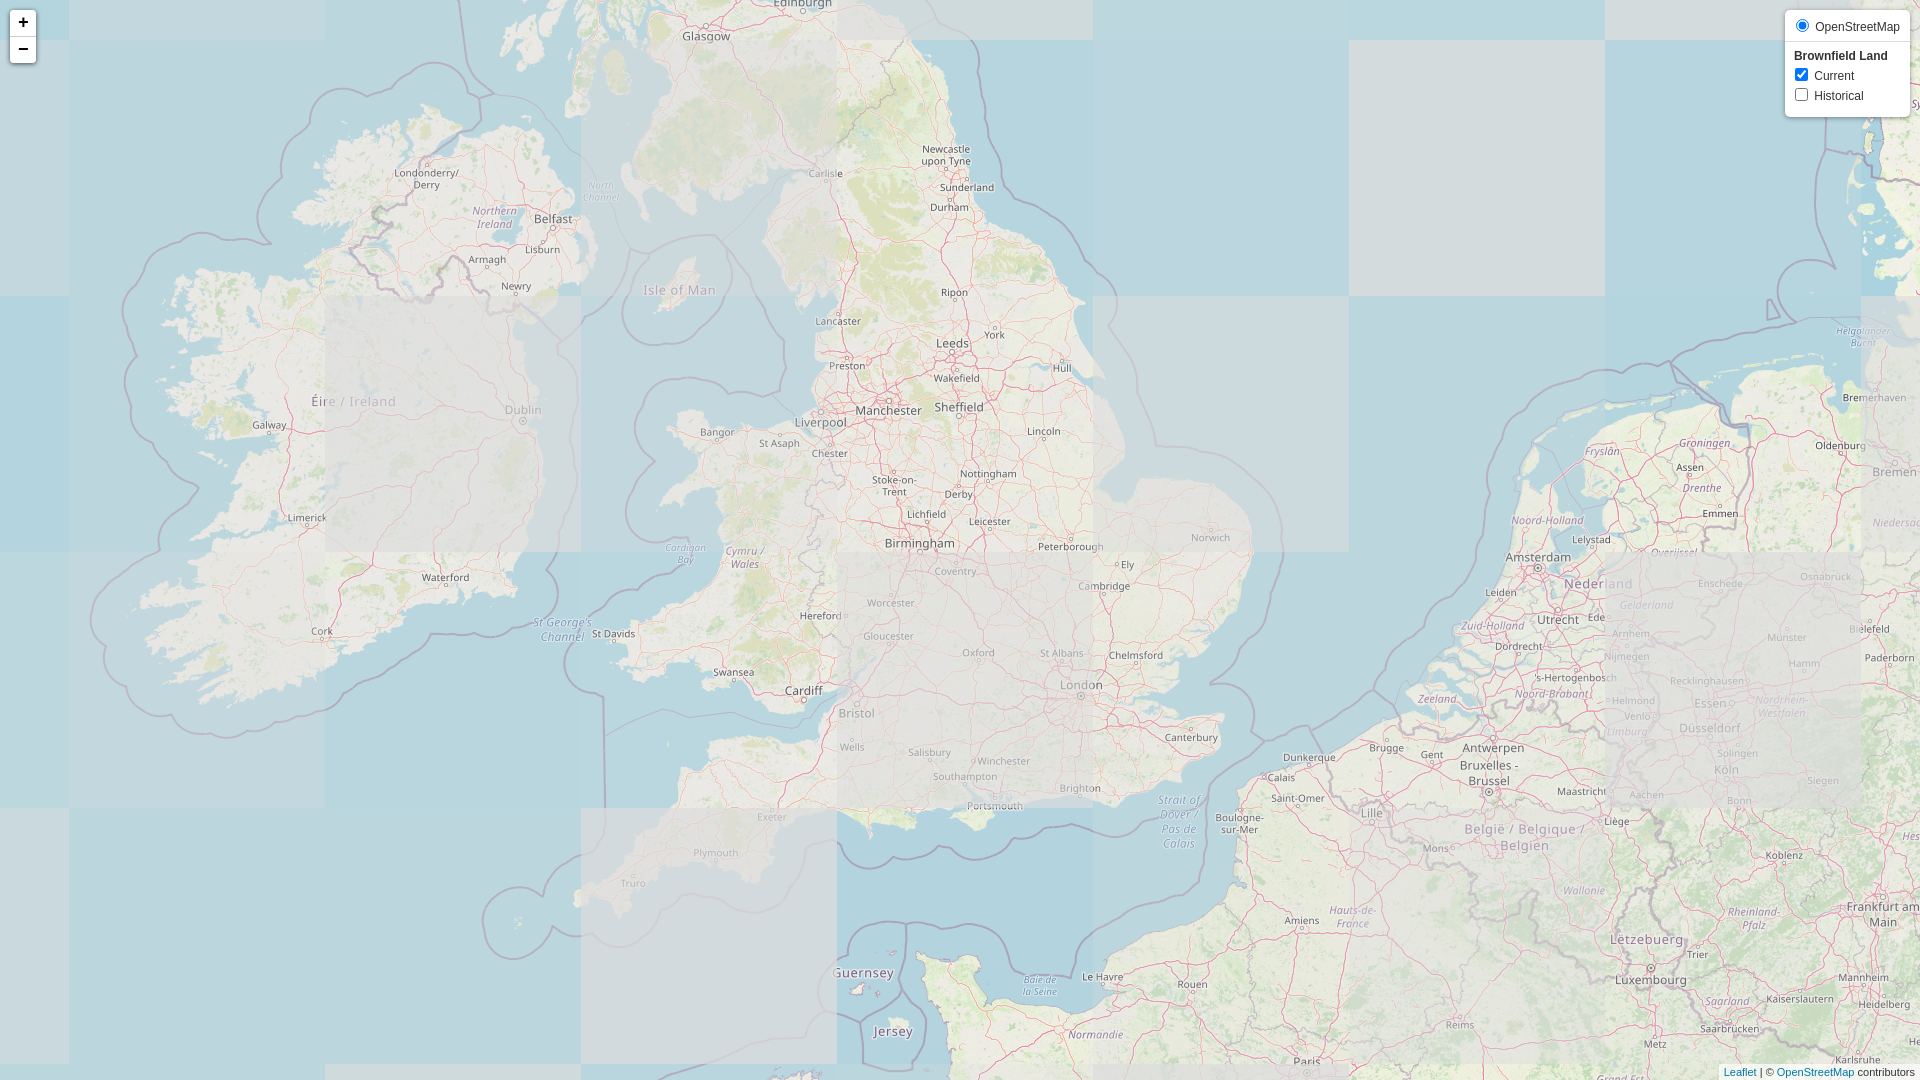 +
−
OpenStreetMap
Brownfield Land
Current
Historical
Edinburgh
Glasgow
Newcastle
upon Tyne
Carlisle
Sunderland
Durham
Londonderry/
Derry
North
Channel
Northern
Ireland
Belfast
Lisburn
Armagh
Newry
Isle of Man
Ripon
Lancaster
York
Leeds
Preston
Hull
Wakefield
Manchester
Sheffield
Liverpool
Lincoln
Bangor
St Asaph
Chester
Éire / Ireland
Dublin
Galway
Limerick
Waterford
Cork
Stoke-on-
Trent
Nottingham
Derby
Lichfield
Leicester
Birmingham
Peterborough
Norwich
Cardigan
Bay
Cymru /
Wales
Coventry
Ely
Cambridge
Worcester
Hereford
St George's
Channel
St Davids
Gloucester
Oxford
St Albans
Chelmsford
Swansea
Cardiff
London
Bristol
Wells
Salisbury
Winchester
Canterbury
Southampton
Brighton
Portsmouth
Exeter
Plymouth
Truro
Strait of
Dover /
Pas de
Calais
Guernsey
Jersey
Baie de
la Seine
Helgoländer
Bucht
Bremerhaven
Groningen
Oldenburg
Fryslân
Assen
Drenthe
Bremen
Emmen
Noord-Holland
Niedersac
Lelystad
Overijssel
Amsterdam
Nederland
Enschede
Osnabrück
Leiden
Gelderland
Utrecht
Ede
Zuid-Holland
Arnhem
Münster
Bielefeld
Dordrecht
Nijmegen
Hamm
Paderborn
's-Hertogenbosch
Recklinghausen
Zeeland
Noord-Brabant
Helmond
Essen
Nordrhein-
Westfalen
Venlo
Limburg
Düsseldorf
Brugge
Gent
Antwerpen
Solingen
Dunkerque
Bruxelles -
Brussel
Köln
Calais
Siegen
Saint-Omer
Maastricht
Aachen
Bonn
Boulogne-
sur-Mer
Lille
Liège
België / Belgique /
Belgien
Mons
Koblenz
Wallonie
Hauts-de-
France
Amiens
Rheinland-
Pfalz
Frankfurt am
Main
Lëtzebuerg
Trier
Le Havre
Rouen
Luxembourg
Mannheim
Saarland
Kaiserslautern
Heidelberg
Normandie
Reims
Saarbrücken
Metz
Paris
Karlsruhe
Leaflet | © OpenStreetMap contributors